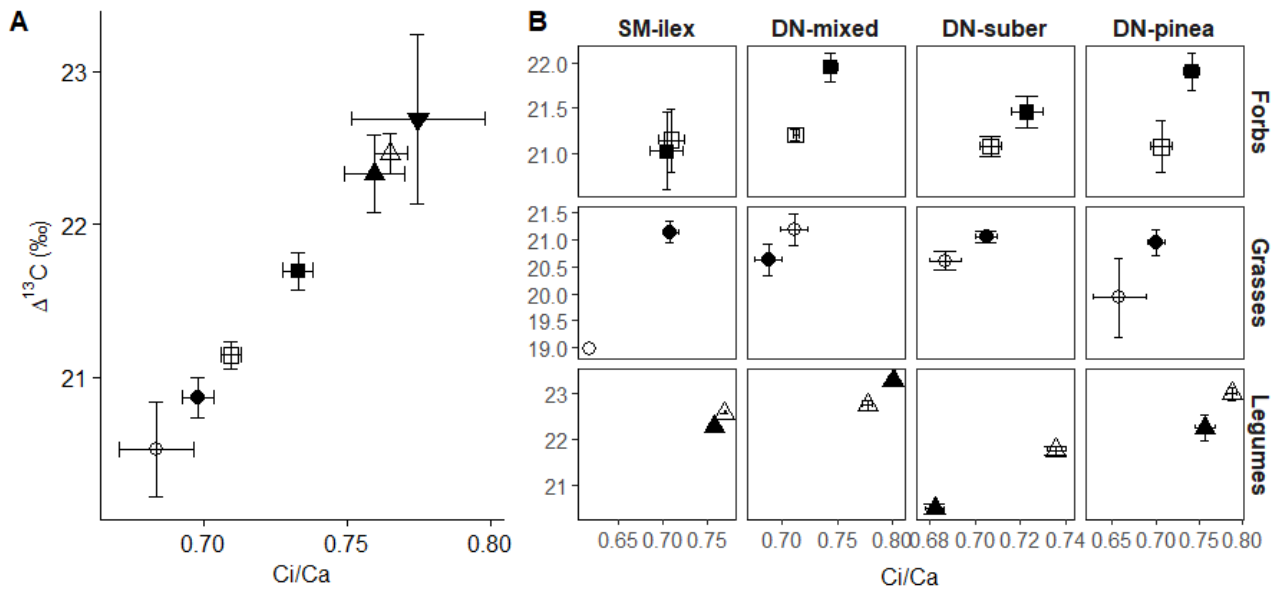 A
Δ¹³C (‰)
23
22
21
0.70 0.75 0.80
Ci/Ca
B
SM-ilex DN-mixed DN-suber DN-pinea
22.0
21.5
21.0
Forbs
21.5
21.0
20.5
20.0
19.5
19.0
Grasses
23
22
21
Legumes
0.65 0.70 0.75 0.70 0.75 0.80 0.68 0.70 0.72 0.74 0.65 0.70 0.75 0.80
Ci/Ca